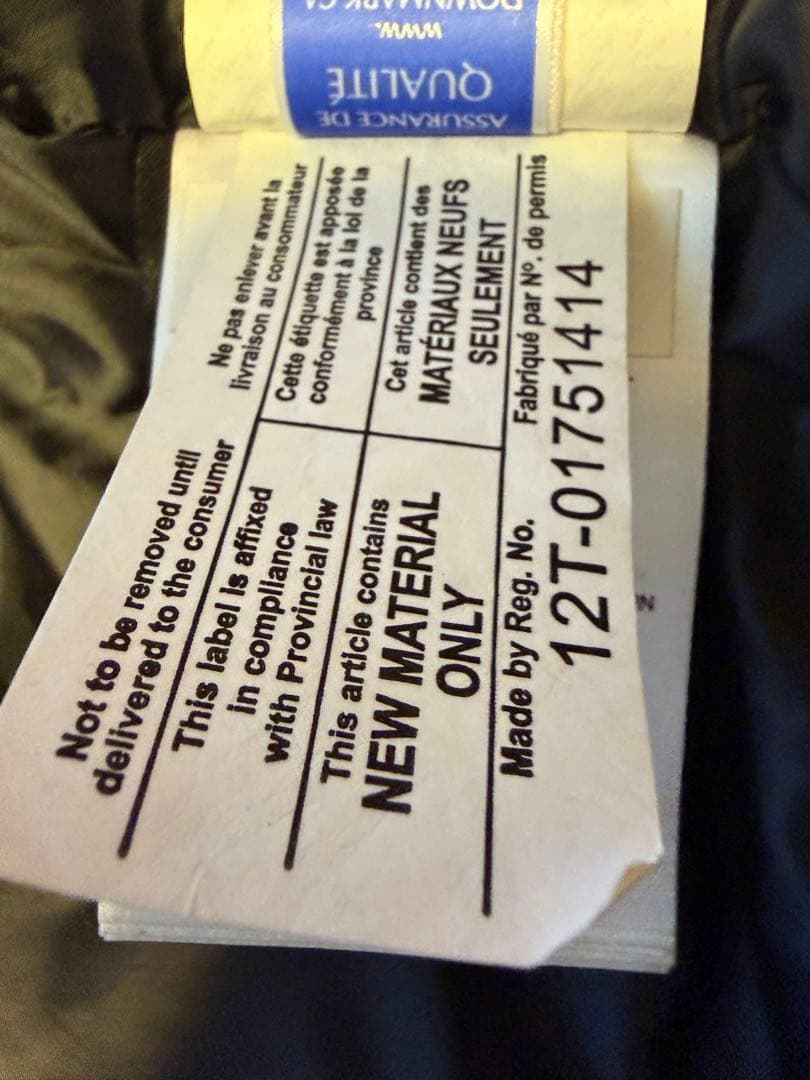 ASSURANCE DE
QUALITÉ
WWW.
DOWNMARK.CA
Not to be removed until
delivered to the consumer
Ne pas enlever avant la
livraison au consommateur
This label is affixed
in compliance
with Provincial law
Cette étiquette est apposée
conformément à la loi de la
province
This article contains
NEW MATERIAL
ONLY
Cet article contient des
MATÉRIAUX NEUFS
SEULEMENT
Made by Reg. No. Fabriqué par Nº. de permis
12T-01751414